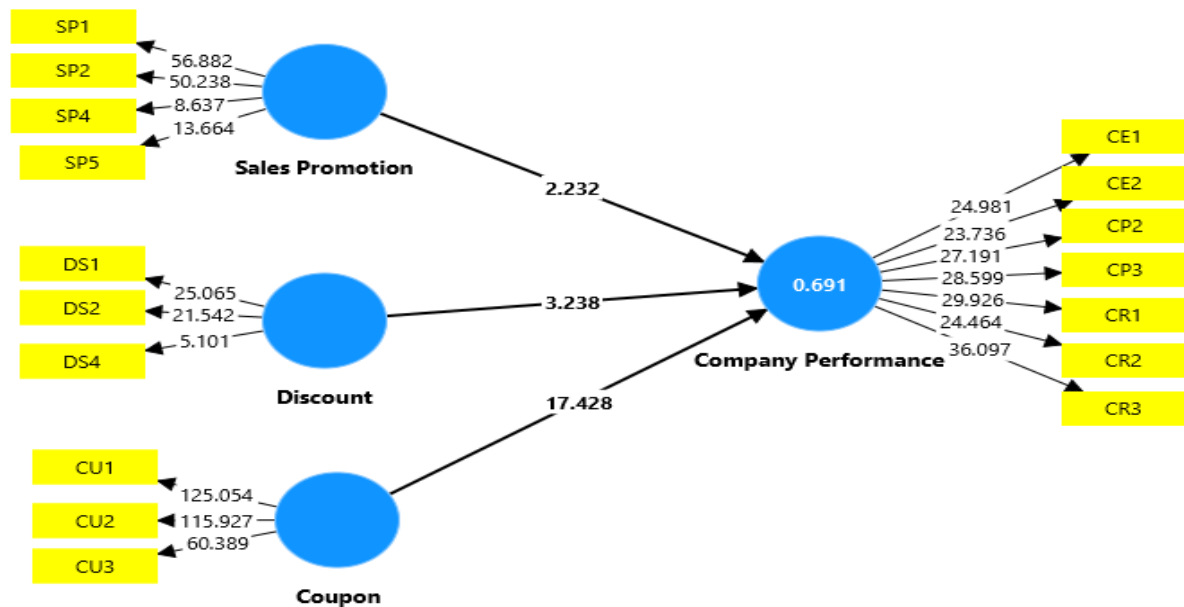 SP1
SP2
SP4
SP5
56.882
50.238
8.637
13.664
Sales Promotion
2.232
DS1
DS2
DS4
25.065
21.542
5.101
Discount
3.238
CU1
CU2
CU3
125.054
115.927
60.389
Coupon
17.428
0.691
Company Performance
24.981
23.736
27.191
28.599
29.926
24.464
36.097
CE1
CE2
CP2
CP3
CR1
CR2
CR3